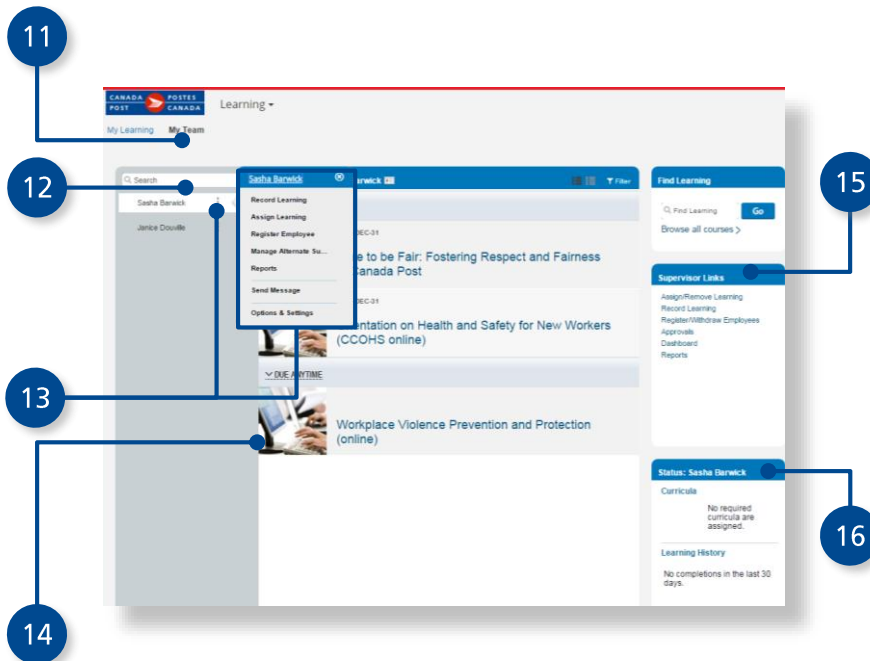 11
CANADA POSTES
POST CANADA
Learning
My Learning My Team
12
Search
Sasha Barwick
Janice Douville
Sasha Barwick
Record Learning
Assign Learning
Register Employee
Manage Alternate Su...
Reports
Send Message
Options & Settings
arwick
Filter
DEC-31
e to be Fair: Fostering Respect and Fairness
Canada Post
DEC-31
entation on Health and Safety for New Workers
(CCOHS online)
DUE ANYTIME
Workplace Violence Prevention and Protection
(online)
13
14
Find Learning
Find Learning Go
Browse all courses >
15
Supervisor Links
Assign/Remove Learning
Record Learning
Register/Withdraw Employees
Approvals
Dashboard
Reports
Status: Sasha Barwick
Curricula
No required
curricula are
assigned.
Learning History
No completions in the last 30
days.
16